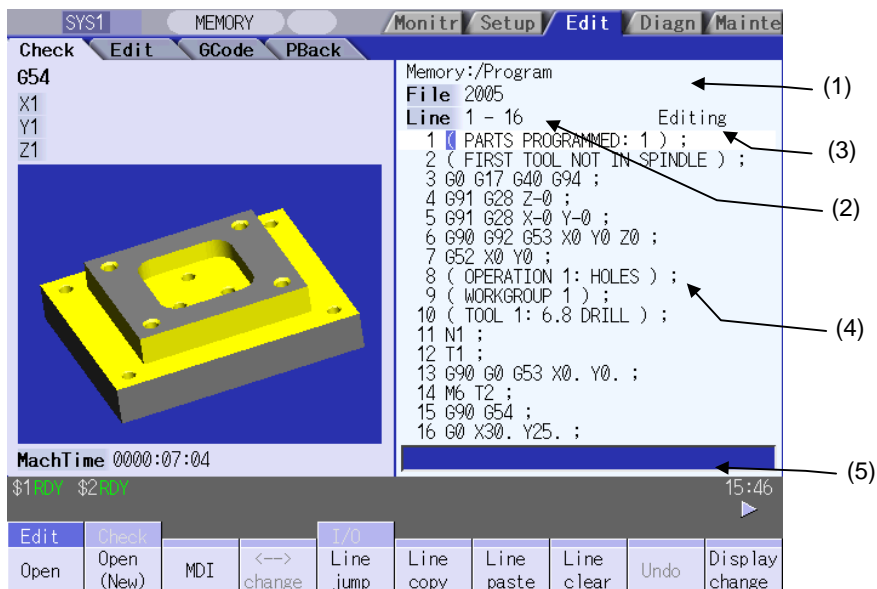 SYS1 MEMORY Monitr Setup Edit Diagn Mainte
Check Edit GCode PBack
G54
X1
Y1
Z1
MachTime 0000:07:04
Memory:/Program
File 2005
Line 1 - 16 Editing
1 ( PARTS PROGRAMMED: 1 ) ;
2 ( FIRST TOOL NOT IN SPINDLE ) ;
3 G0 G17 G40 G94 ;
4 G91 G28 Z-0 ;
5 G91 G28 X-0 Y-0 ;
6 G90 G92 G53 X0 Y0 Z0 ;
7 G52 X0 Y0 ;
8 ( OPERATION 1: HOLES ) ;
9 ( WORKGROUP 1 ) ;
10 ( TOOL 1: 6.8 DRILL ) ;
11 N1 ;
12 T1 ;
13 G90 G0 G53 X0. Y0. ;
14 M6 T2 ;
15 G90 G54 ;
16 G0 X30. Y25. ;
(1)
(3)
(2)
(4)
(5)
$1 RDY $2 RDY 15:46
Edit Check I/O
Open
Open
(New)
MDI
<-->
change
Line
jump
Line
copy
Line
paste
Line
clear
Undo
Display
change